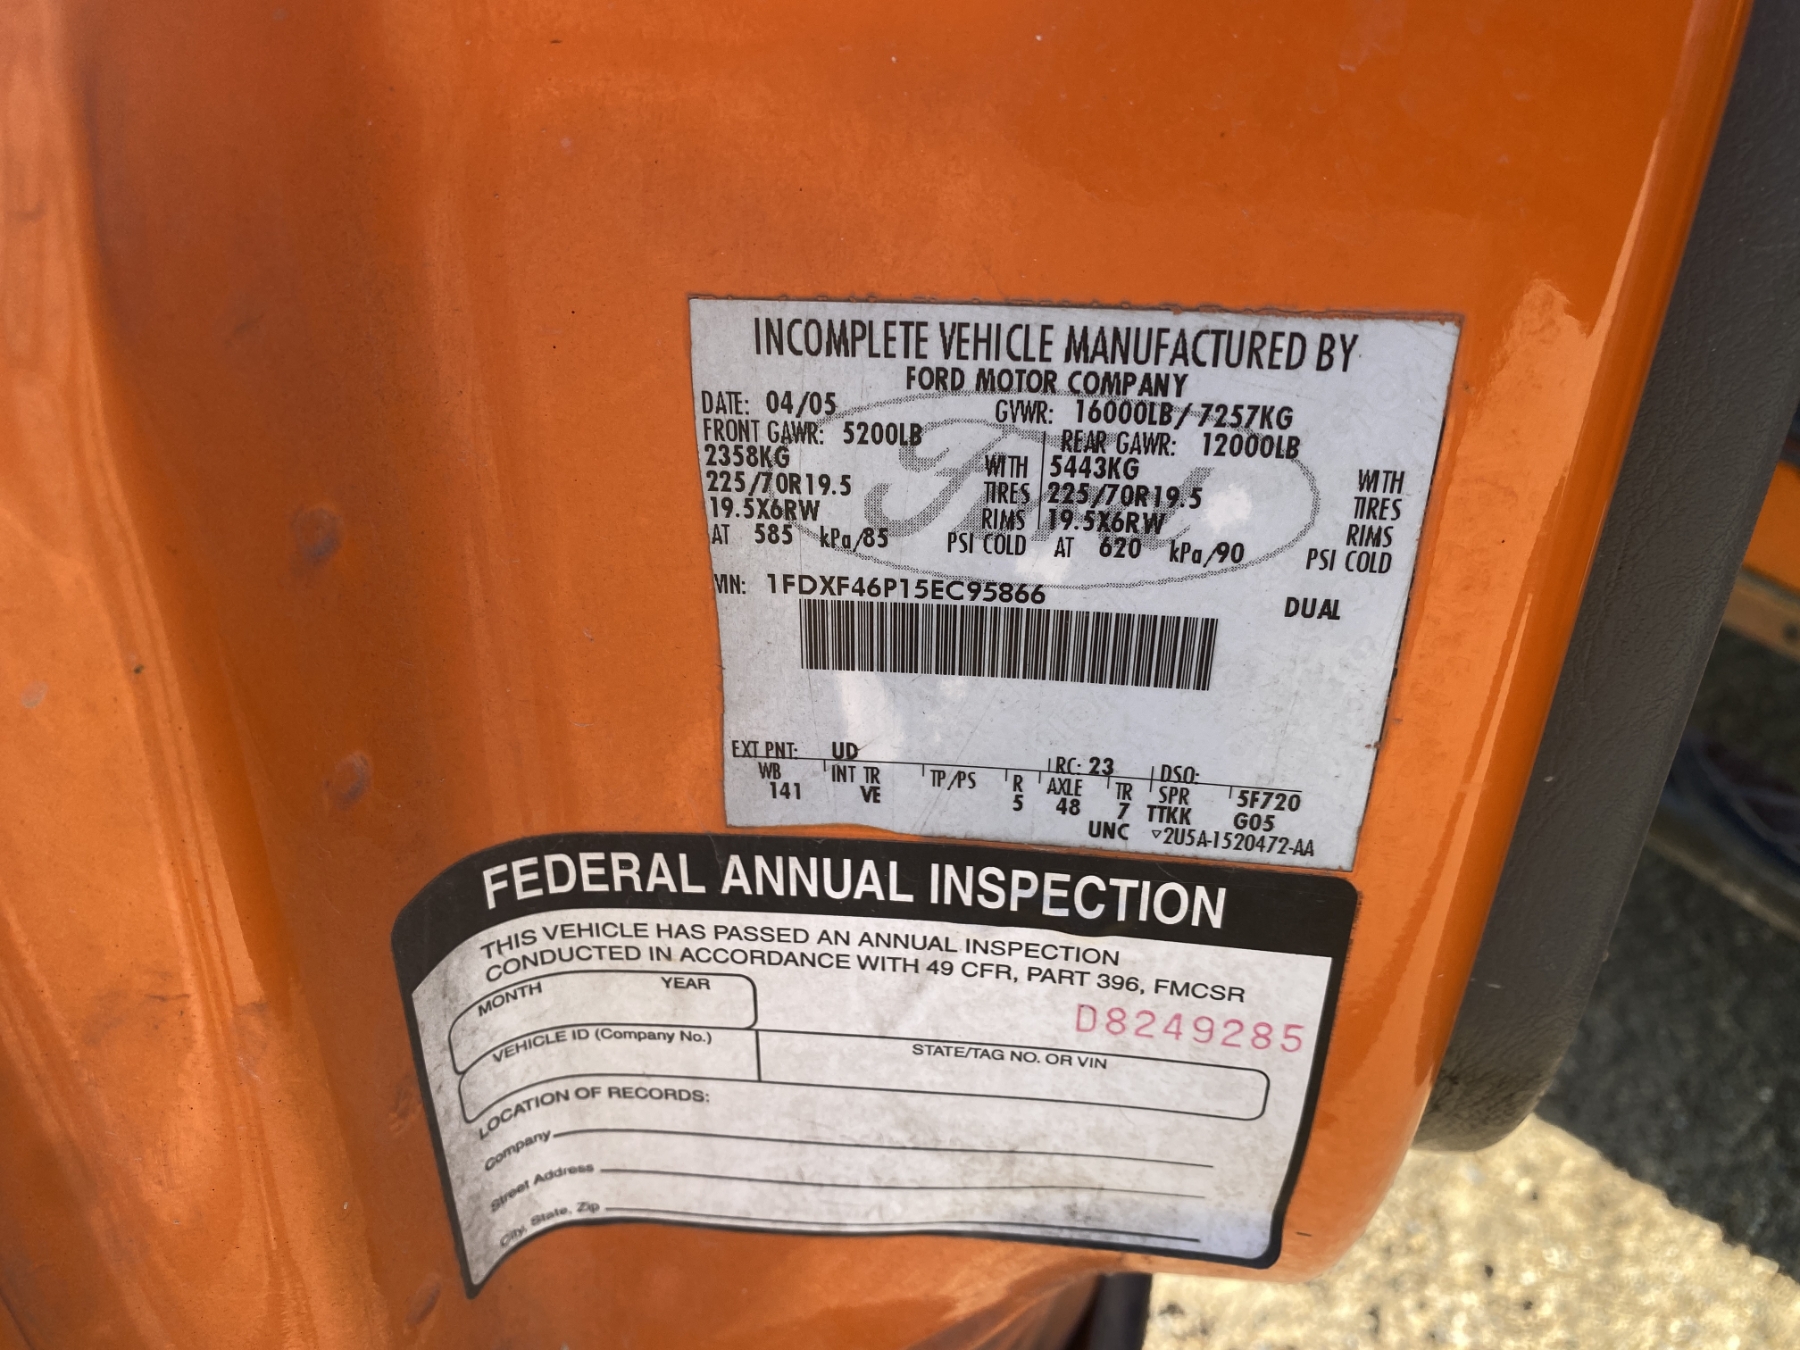 INCOMPLETE VEHICLE MANUFACTURED BY
FORD MOTOR COMPANY
DATE: 04/05 GVWR: 16000LB/7257KG
FRONT GAWR: 5200LB REAR GAWR: 12000LB
2358KG WITH 5443KG WITH
225/70R19.5 TIRES 225/70R19.5 TIRES
19.5X6RW RIMS 19.5X6RW RIMS
AT 585 kPa/85 PSI COLD AT 620 kPa/90 PSI COLD
VIN: 1FDXF46P15EC95866 DUAL
Ford
EXT PNT: UD RC: 23 DSO:
WB INT TR TP/PS R AXLE TR SPR 5F720
141 VE 5 48 7 TTKK G05
UNC ▽2U5A-1520472-AA
FEDERAL ANNUAL INSPECTION
THIS VEHICLE HAS PASSED AN ANNUAL INSPECTION
CONDUCTED IN ACCORDANCE WITH 49 CFR, PART 396, FMCSR
MONTH YEAR
D8249285
VEHICLE ID (Company No.) STATE/TAG NO. OR VIN
LOCATION OF RECORDS:
Company
Street Address
City, State, Zip